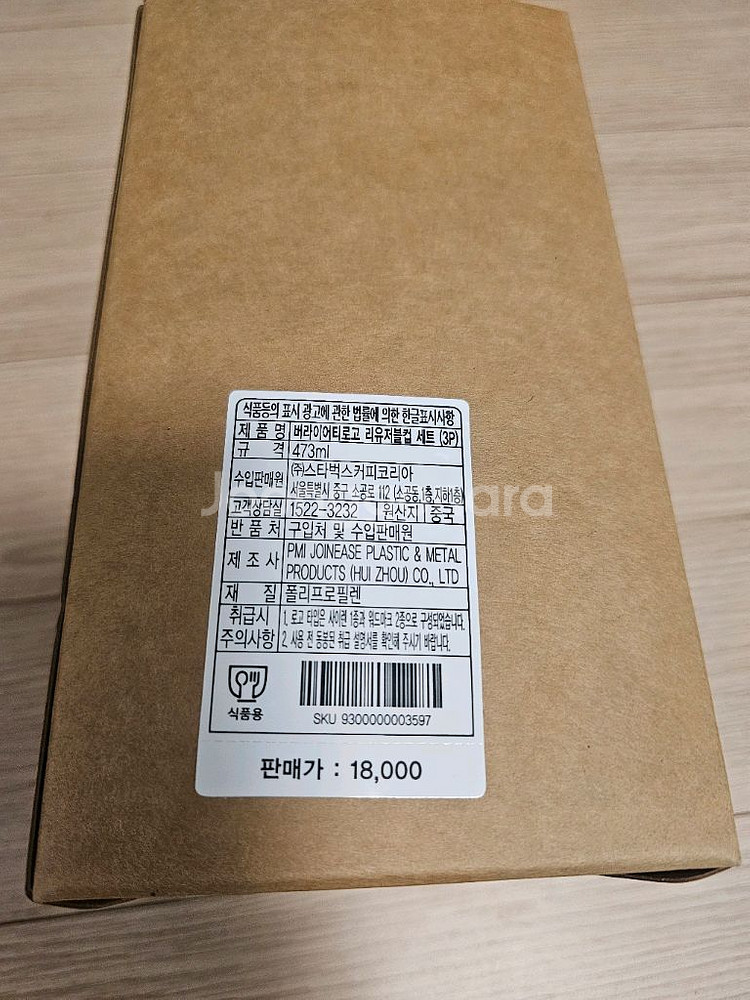 식품등의 표시 광고에 관한 법률에 의한 한글표시사항
제품명 버라이어티로고 리유저블컵 세트 (3P)
규격 473ml
수입판매원 ㈜스타벅스커피코리아
서울특별시 중구 소공로 112 (소공동,1층,지하1층)
고객상담실 1522-3232 원산지 중국
반품처 구입처 및 수입판매원
제조사 PMI JOINEASE PLASTIC & METAL
PRODUCTS (HUI ZHOU) CO., LTD
재질 폴리프로필렌
취급시 1. 로고 타입은 사이렌 1종과 워드마크 2종으로 구성되었습니다.
주의사항 2. 사용 전 동봉문 취급 설명서를 확인해 주시기 바랍니다.
식품용
SKU 9300000003597
판매가 : 18,000